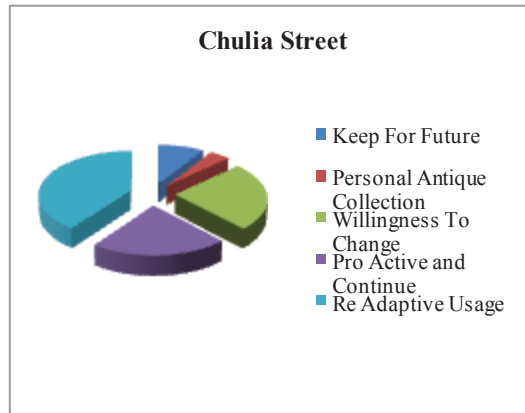 Chulia Street
Keep For Future
Personal Antique
Collection
Willingness To
Change
Pro Active and
Continue
Re Adaptive Usage